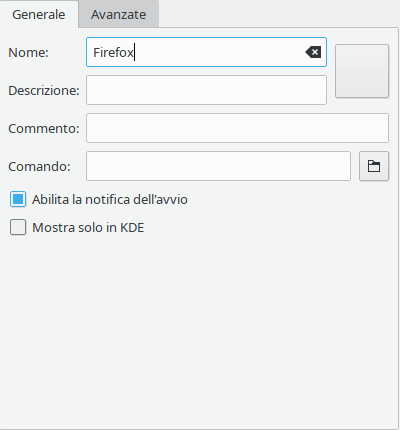 Generale Avanzate
Nome: Firefox
Descrizione:
Commento:
Comando:
Abilita la notifica dell'avvio
Mostra solo in KDE